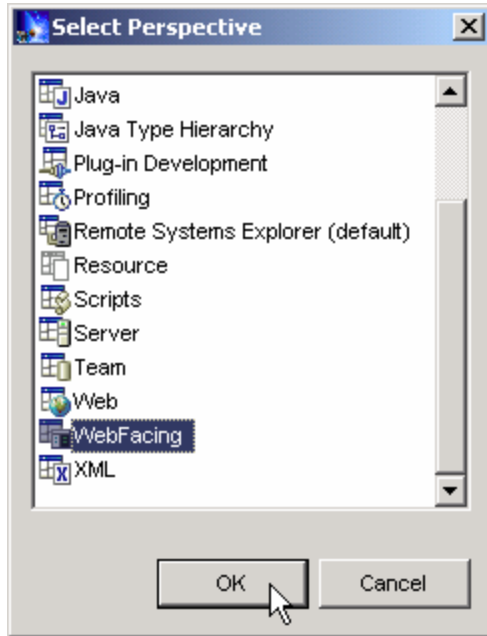 Select Perspective
Java
Java Type Hierarchy
Plug-in Development
Profiling
Remote Systems Explorer (default)
Resource
Scripts
Server
Team
Web
WebFacing
XML
OK
Cancel